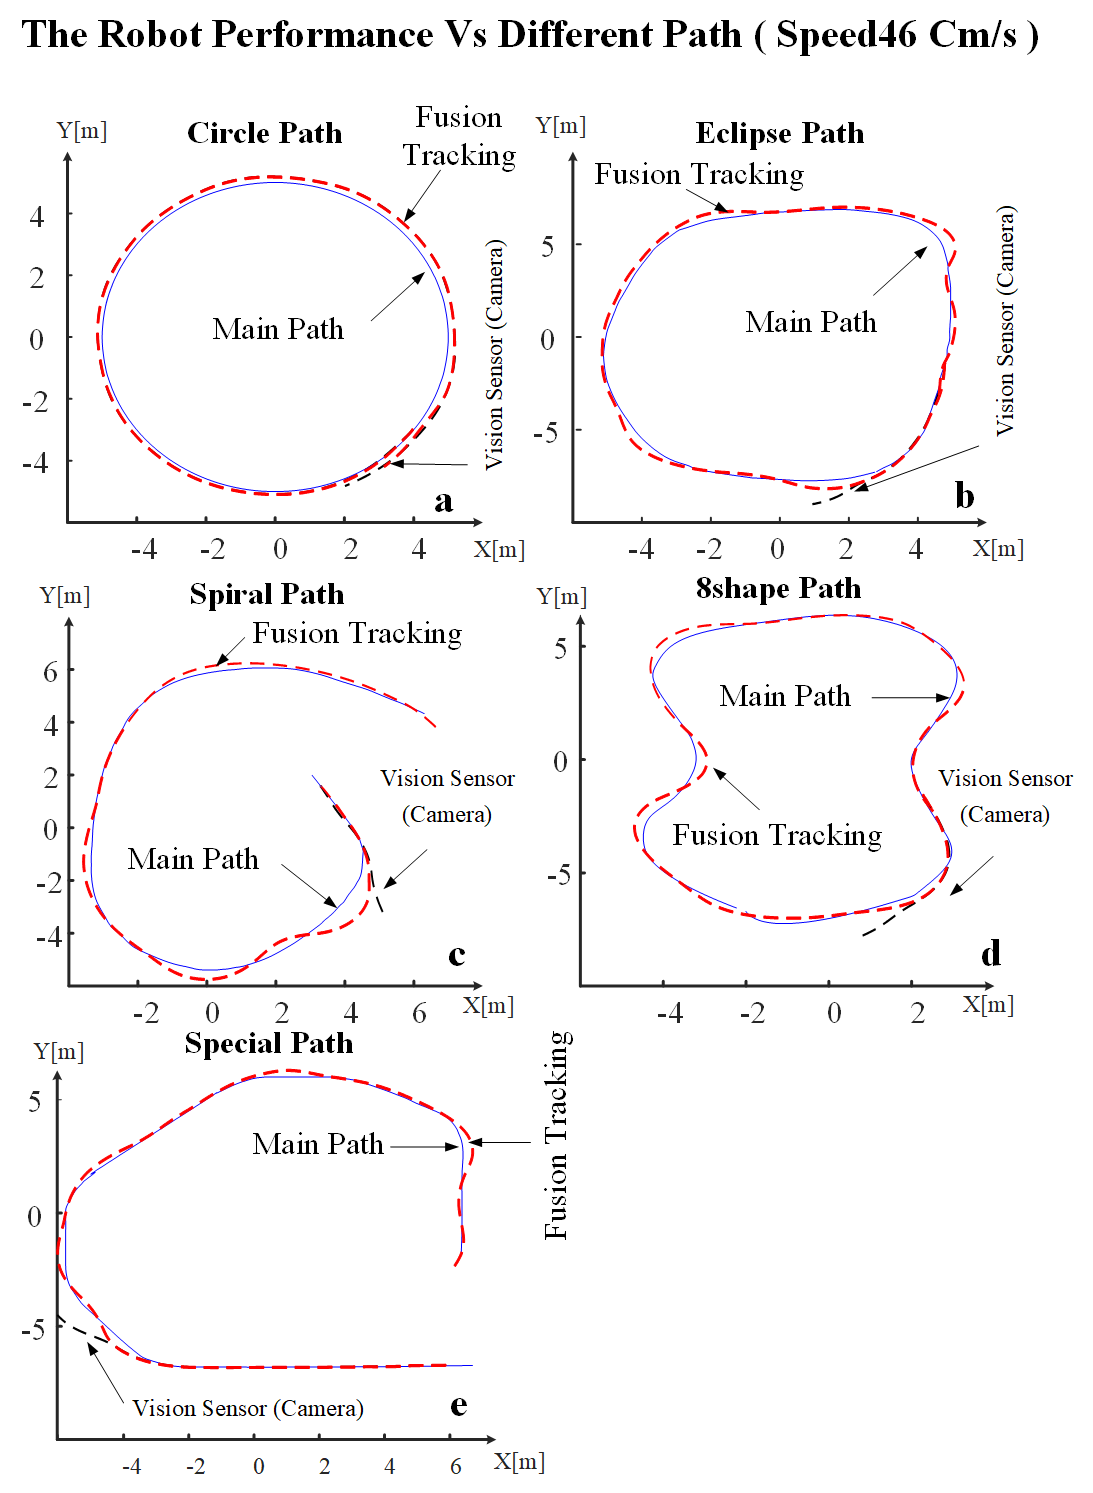 The Robot Performance Vs Different Path ( Speed46 Cm/s )
Y[m]
Circle Path
Fusion
Tracking
4
2
0
-2
-4
Main Path
Vision Sensor (Camera)
a
-4 -2 0 2 4
X[m]
Y[m]
Eclipse Path
Fusion Tracking
5
0
-5
Main Path
Vision Sensor (Camera)
b
-4 -2 0 2 4
X[m]
Y[m]
Spiral Path
Fusion Tracking
6
4
2
0
-2
-4
Vision Sensor
(Camera)
Main Path
c
-2 0 2 4 6
X[m]
Y[m]
8shape Path
5
0
-5
Main Path
Vision Sensor
(Camera)
Fusion Tracking
d
-4 -2 0 2
X[m]
Y[m]
Special Path
5
0
-5
Main Path
Fusion Tracking
Vision Sensor (Camera)
e
-4 -2 0 2 4 6
X[m]